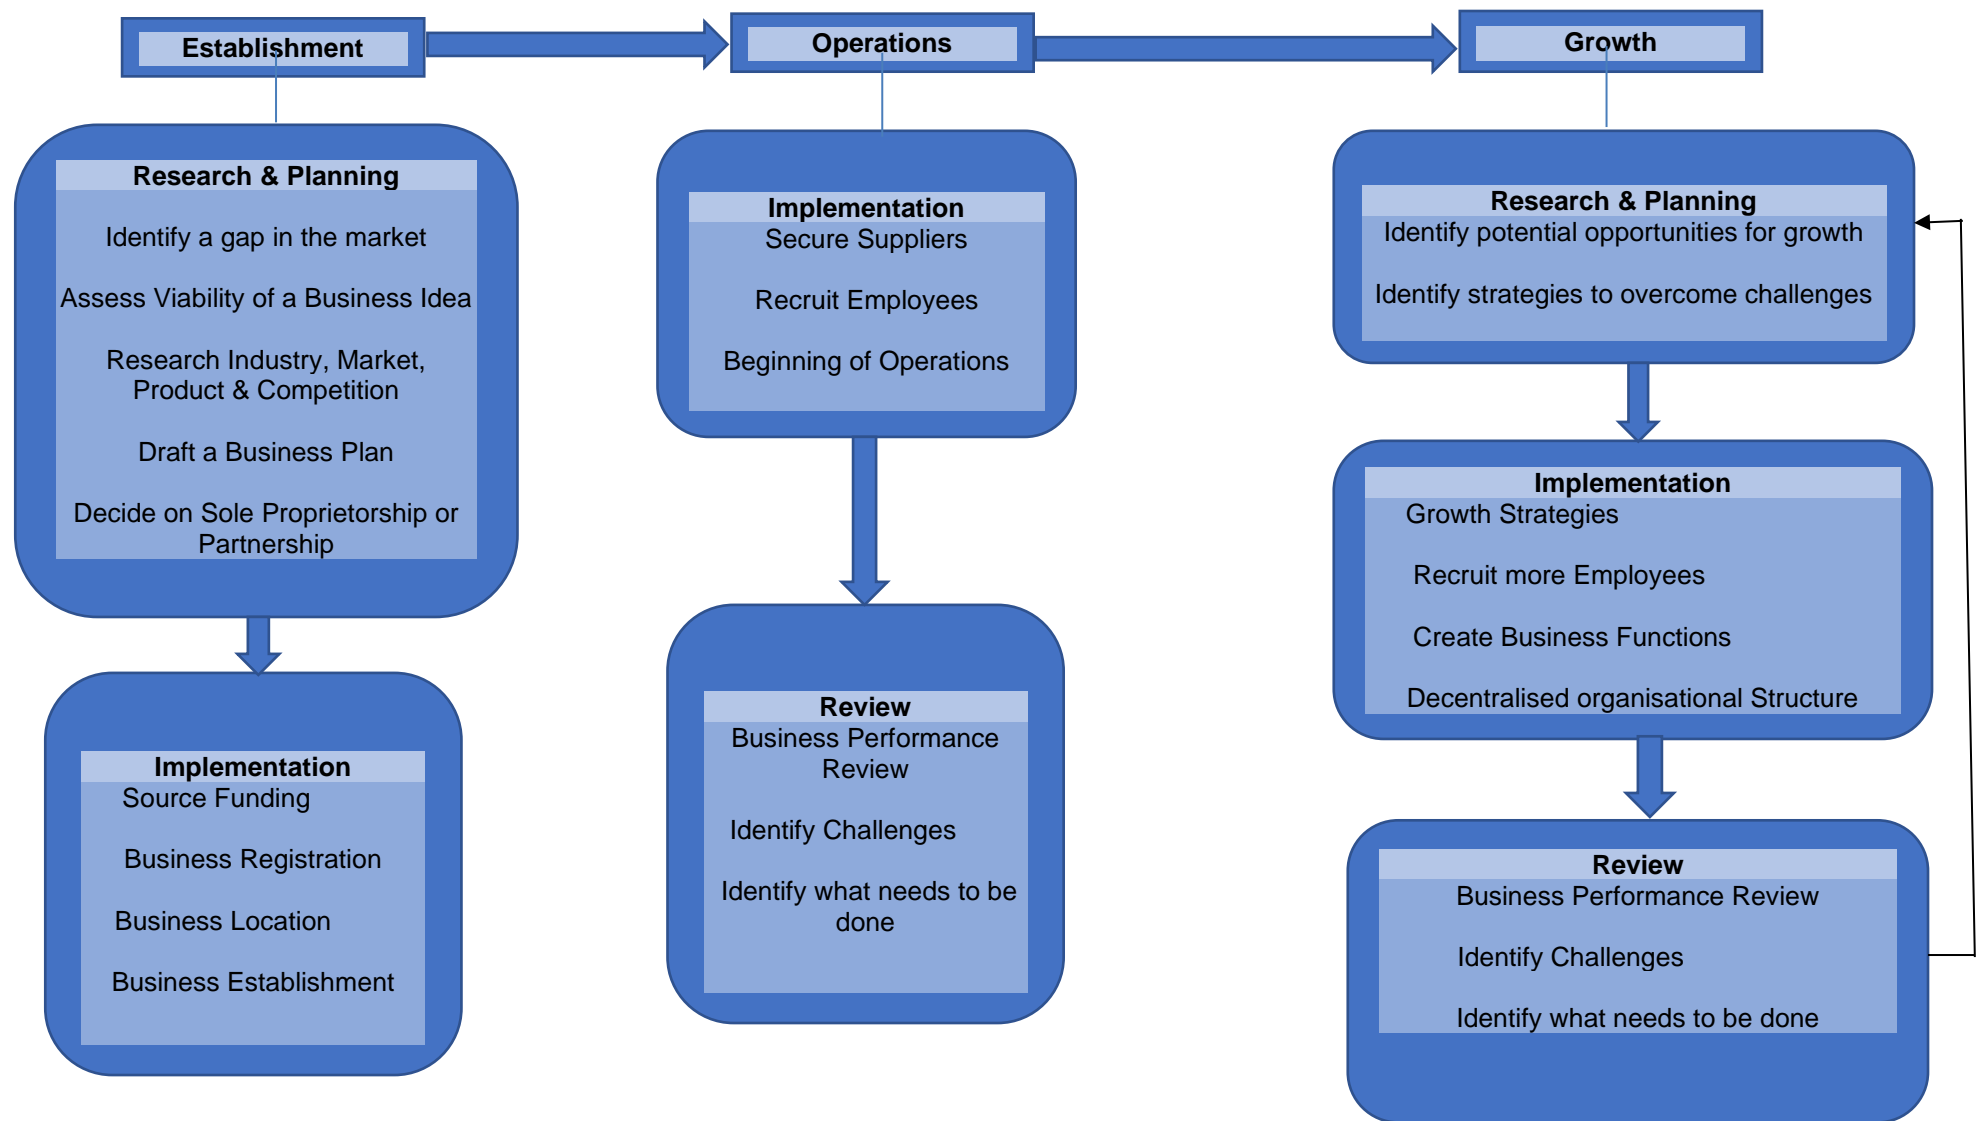 Establishment
Operations
Growth
Research & Planning
Identify a gap in the market
Assess Viability of a Business Idea
Research Industry, Market,
Product & Competition
Draft a Business Plan
Decide on Sole Proprietorship or
Partnership
Implementation
Source Funding
Business Registration
Business Location
Business Establishment
Implementation
Secure Suppliers
Recruit Employees
Beginning of Operations
Review
Business Performance
Review
Identify Challenges
Identify what needs to be
done
Research & Planning
Identify potential opportunities for growth
Identify strategies to overcome challenges
Implementation
Growth Strategies
Recruit more Employees
Create Business Functions
Decentralised organisational Structure
Review
Business Performance Review
Identify Challenges
Identify what needs to be done